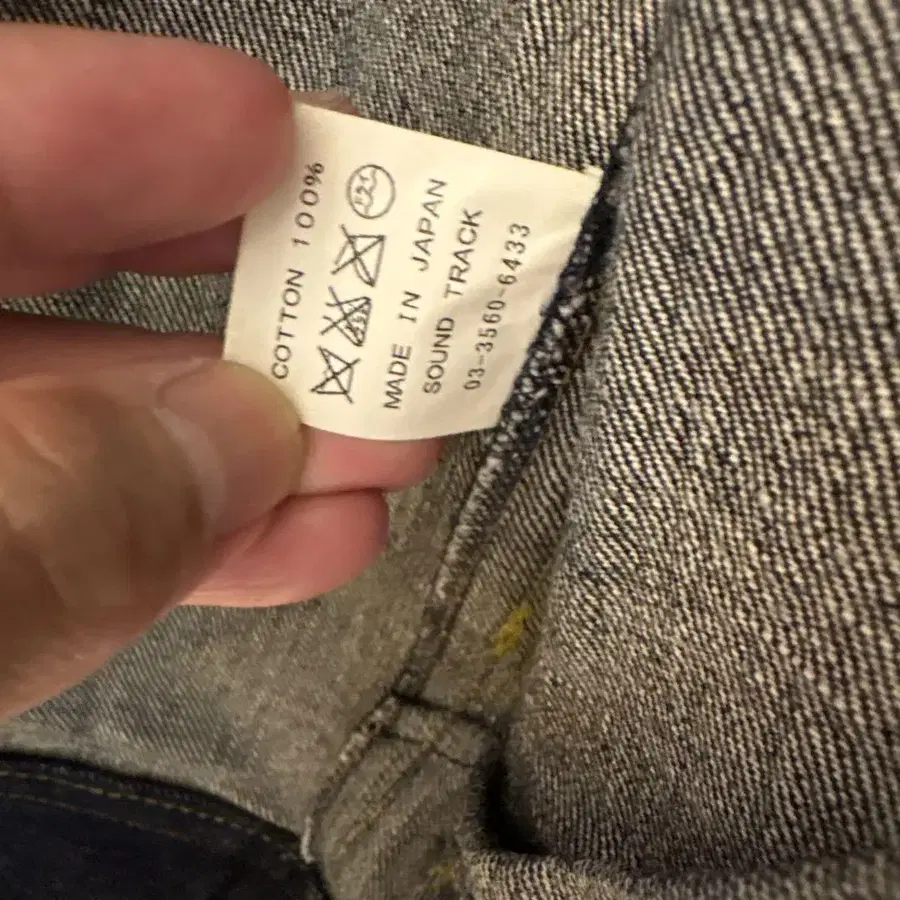 COTTON 100%
MADE IN JAPAN
SOUND TRACK
03-3560-6433